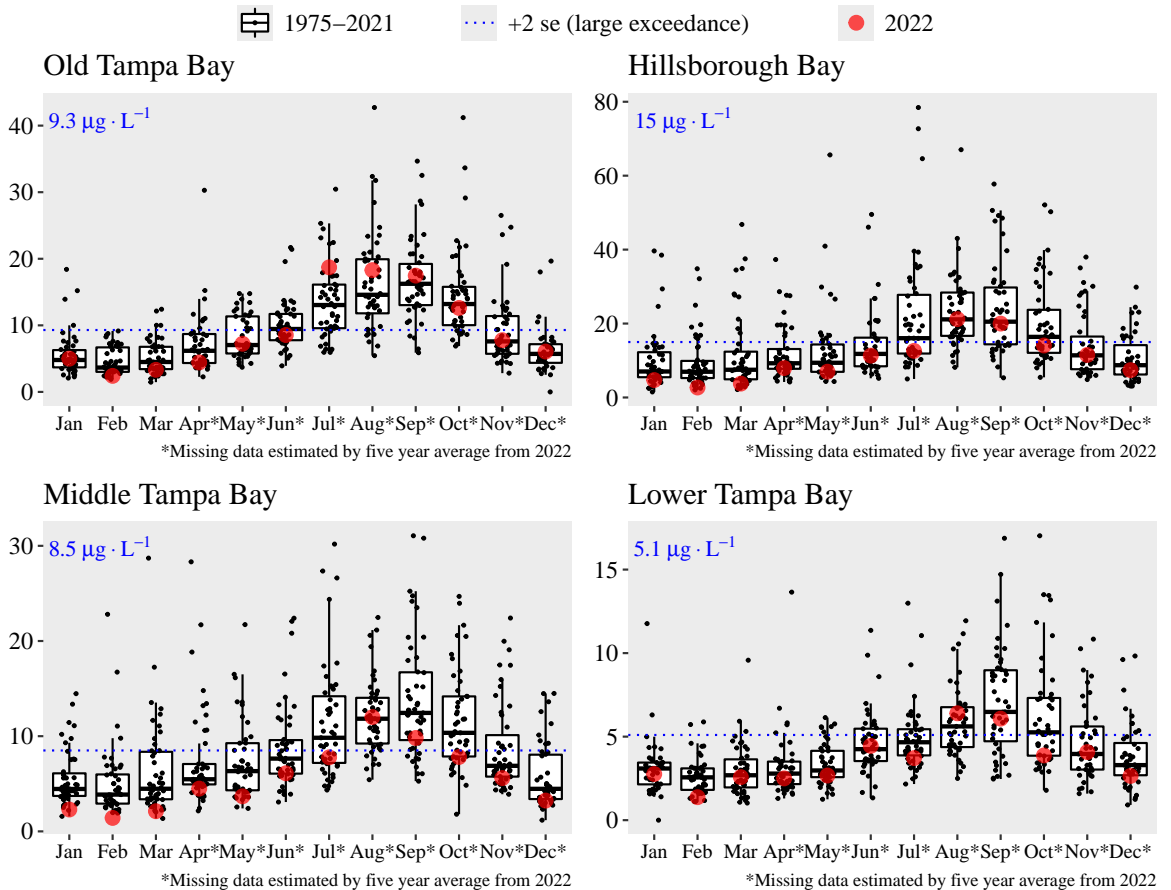 1975–2021 +2 se (large exceedance) 2022
Old Tampa Bay
9.3 μg · L⁻¹
40
30
20
10
0
Jan Feb Mar Apr* May* Jun* Jul* Aug* Sep* Oct* Nov* Dec*
*Missing data estimated by five year average from 2022
Hillsborough Bay
15 μg · L⁻¹
80
60
40
20
0
Jan Feb Mar Apr* May* Jun* Jul* Aug* Sep* Oct* Nov* Dec*
*Missing data estimated by five year average from 2022
Middle Tampa Bay
8.5 μg · L⁻¹
30
20
10
0
Jan Feb Mar Apr* May* Jun* Jul* Aug* Sep* Oct* Nov* Dec*
*Missing data estimated by five year average from 2022
Lower Tampa Bay
5.1 μg · L⁻¹
15
10
5
0
Jan Feb Mar Apr* May* Jun* Jul* Aug* Sep* Oct* Nov* Dec*
*Missing data estimated by five year average from 2022